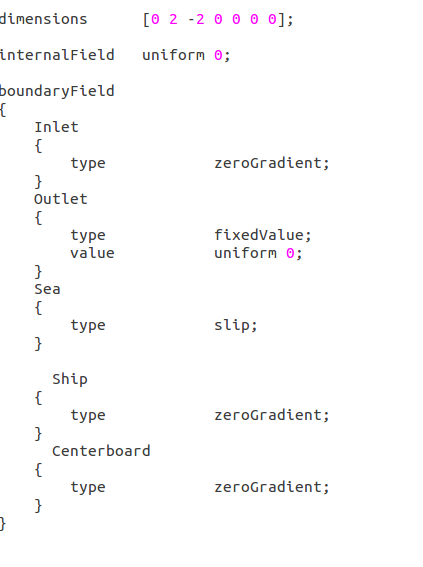 dimensions      [0 2 -2 0 0 0 0];
internalField   uniform 0;
boundaryField
{
    Inlet
    {
        type            zeroGradient;
    }
    Outlet
    {
        type            fixedValue;
        value           uniform 0;
    }
    Sea
    {
        type            slip;
    }
      Ship
    {
        type            zeroGradient;
    }
      Centerboard
    {
        type            zeroGradient;
    }
}